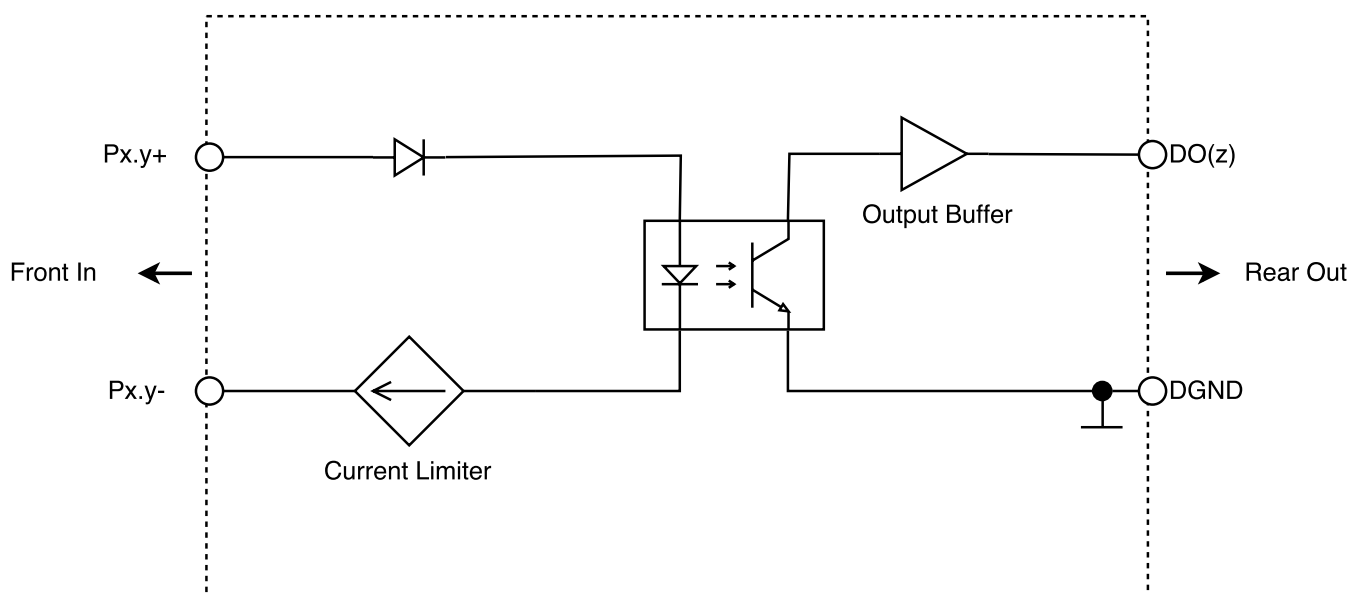 Px.y+
DO(z)
Output Buffer
Front In
Rear Out
Px.y-
DGND
Current Limiter